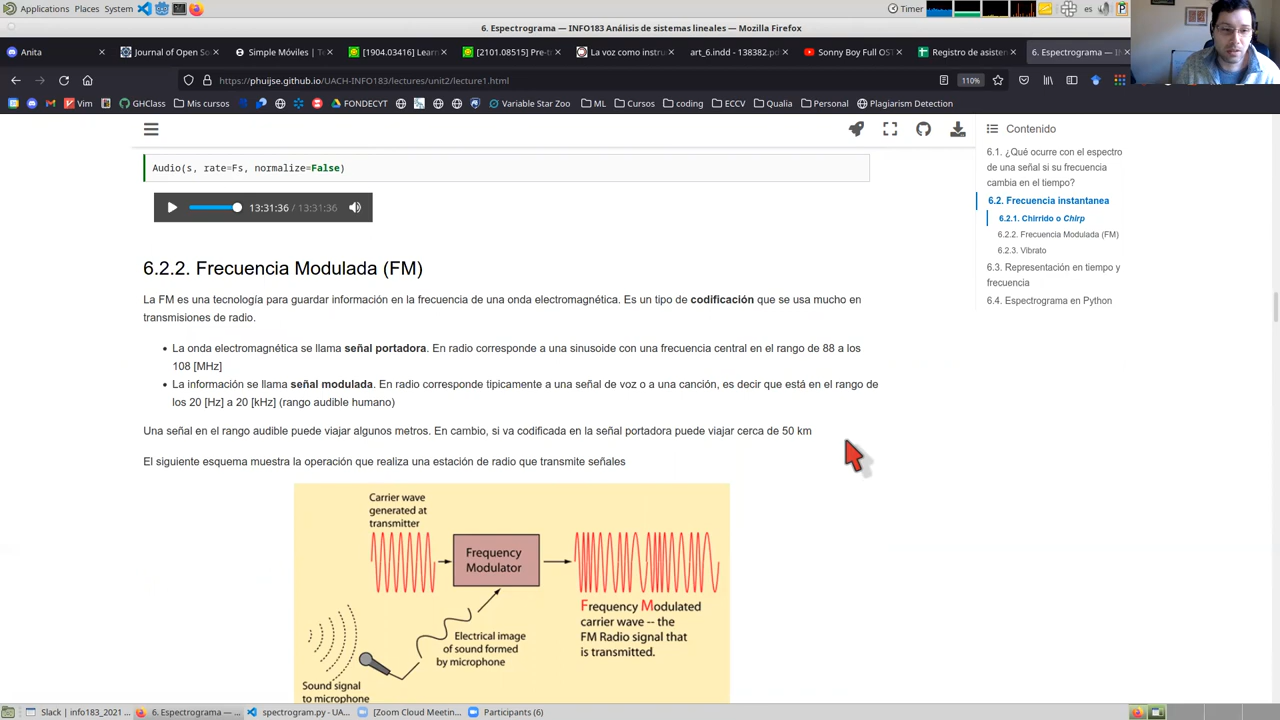 Applications Places System
Timer
es
6. Espectrograma — INFO183 Análisis de sistemas lineales — Mozilla Firefox
Anita
Journal of Open So
Simple Móviles | T
[1904.03416] Lear
[2101.08515] Pre-t
La voz como instru
art_6.indd - 138382.pd
Sonny Boy Full OST
Registro de asisten
6. Espectrograma — IN
https://phuijse.github.io/UACH-INFO183/lectures/unit2/lecture1.html
110%
Vim
GHClass
Mis cursos
FONDECYT
Variable Star Zoo
ML
Cursos
coding
ECCV
Qualia
Personal
Plagiarism Detection
Audio(s, rate=Fs, normalize=False)
13:31:36 / 13:31:36
Contenido
6.1. ¿Qué ocurre con el espectro
de una señal si su frecuencia
cambia en el tiempo?
6.2. Frecuencia instantanea
6.2.1. Chirrido o Chirp
6.2.2. Frecuencia Modulada (FM)
6.2.3. Vibrato
6.3. Representación en tiempo y
frecuencia
6.4. Espectrograma en Python
6.2.2. Frecuencia Modulada (FM)
La FM es una tecnología para guardar información en la frecuencia de una onda electromagnética. Es un tipo de codificación que se usa mucho en
transmisiones de radio.
• La onda electromagnética se llama señal portadora. En radio corresponde a una sinusoide con una frecuencia central en el rango de 88 a los
108 [MHz]
• La información se llama señal modulada. En radio corresponde tipicamente a una señal de voz o a una canción, es decir que está en el rango de
los 20 [Hz] a 20 [kHz] (rango audible humano)
Una señal en el rango audible puede viajar algunos metros. En cambio, si va codificada en la señal portadora puede viajar cerca de 50 km
El siguiente esquema muestra la operación que realiza una estación de radio que transmite señales
Carrier wave
generated at
transmitter
Frequency
Modulator
Frequency Modulated
carrier wave -- the
FM Radio signal that
is transmitted.
Electrical image
of sound formed
by microphone
Sound signal
to microphone
Slack | info183_2021 ...
6. Espectrograma — ...
spectrogram.py - UA...
[Zoom Cloud Meetin...
Participants (6)